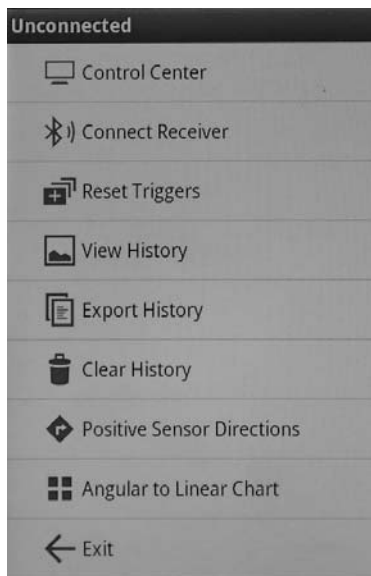 Unconnected
Control Center
Connect Receiver
Reset Triggers
View History
Export History
Clear History
Positive Sensor Directions
Angular to Linear Chart
Exit